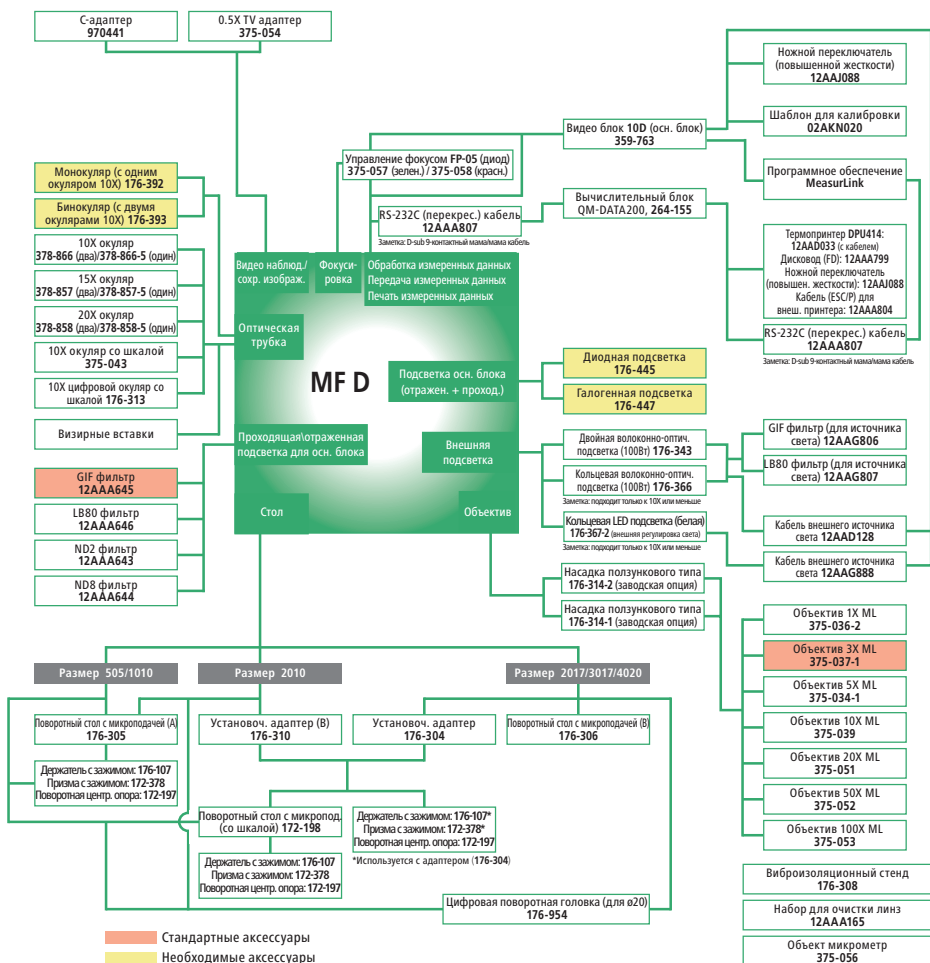 С-адаптер
970441
0.5X TV адаптер
375-054
Ножной переключатель
(повышенной жесткости)
12AAJ088
Шаблон для калибровки
02AKN020
Видео блок 10D (осн. блок)
359-763
Управление фокусом FP-05 (диод)
375-057 (зелен.) / 375-058 (красн.)
Программное обеспечение
MeasurLink
Монокуляр (с одним
окуляром 10X) 176-392
Бинокуляр (с двумя
окулярами 10X) 176-393
RS-232C (перекрес.) кабель
12AAA807
Заметка: D-sub 9-контактный мама/мама кабель
Вычислительный блок
QM-DATA200, 264-155
Термопринтер DPU414:
12AAD033 (с кабелем)
Дисковод (FD): 12AAA799
Ножной переключатель
(повышен. жесткости): 12AAJ088
Кабель (ESC/P) для
внеш. принтера: 12AAA804
RS-232C (перекрес.) кабель
12AAA807
Заметка: D-sub 9-контактный мама/мама кабель
10X окуляр
378-866 (два)/378-866-5 (один)
15X окуляр
378-857 (два)/378-857-5 (один)
20X окуляр
378-858 (два)/378-858-5 (один)
10X окуляр со шкалой
375-043
10X цифровой окуляр со
шкалой 176-313
Визирные вставки
Видео наблюд./
сохр. изображ.
Фокуси-
ровка
Обработка измеренных данных
Передача измеренных данных
Печать измеренных данных
Оптическая
трубка
MF D
Подсветка осн. блока
(отражен. + проход.)
Проходящая\отраженная
подсветка для осн. блока
Внешняя
подсветка
Стол
Объектив
Диодная подсветка
176-445
Галогенная подсветка
176-447
Двойная волоконно-оптич.
подсветка (100Вт) 176-343
Кольцевая волоконно-оптич.
подсветка (100Вт) 176-366
Заметка: подходит только к 10X или меньше
Кольцевая LED подсветка (белая)
176-367-2 (внешняя регулировка света)
Заметка: подходит только к 10X или меньше
GIF фильтр (для источника
света) 12AAG806
LB80 фильтр (для источника
света) 12AAG807
Кабель внешнего источника
света 12AAD128
Кабель внешнего источника
света 12AAG888
GIF фильтр
12AAA645
LB80 фильтр
12AAA646
ND2 фильтр
12AAA643
ND8 фильтр
12AAA644
Насадка ползункового типа
176-314-2 (заводская опция)
Насадка ползункового типа
176-314-1 (заводская опция)
Объектив 1X ML
375-036-2
Объектив 3X ML
375-037-1
Объектив 5X ML
375-034-1
Объектив 10X ML
375-039
Объектив 20X ML
375-051
Объектив 50X ML
375-052
Объектив 100X ML
375-053
Размер 505/1010
Размер 2010
Размер 2017/3017/4020
Поворотный стол с микроподачей (A)
176-305
Установоч. адаптер (B)
176-310
Установоч. адаптер
176-304
Поворотный стол с микроподачей (B)
176-306
Держатель с зажимом: 176-107
Призма с зажимом: 172-378
Поворотная центр. опора: 172-197
Поворотный стол с микропод.
(со шкалой) 172-198
Держатель с зажимом: 176-107*
Призма с зажимом: 172-378*
Поворотная центр. опора: 172-197
*Используется с адаптером (176-304)
Держатель с зажимом: 176-107
Призма с зажимом: 172-378
Поворотная центр. опора: 172-197
Цифровая поворотная головка (для ø20)
176-954
Виброизоляционный стенд
176-308
Набор для очистки линз
12AAA165
Объект микрометр
375-056
Стандартные аксессуары
Необходимые аксессуары